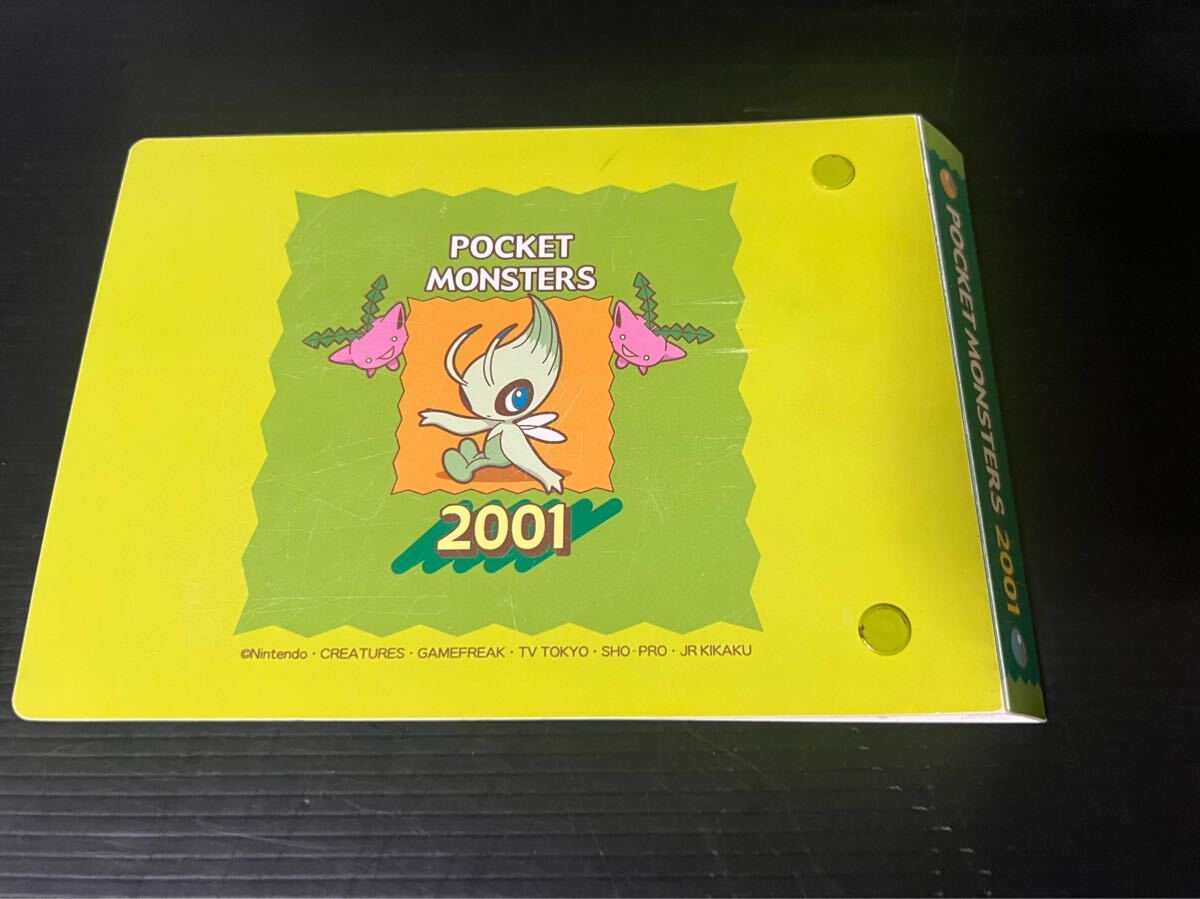 POCKET
MONSTERS
2001
©Nintendo・CREATURES・GAMEFREAK・TV TOKYO・SHO-PRO・JR KIKAKU
POCKET MONSTERS 2001